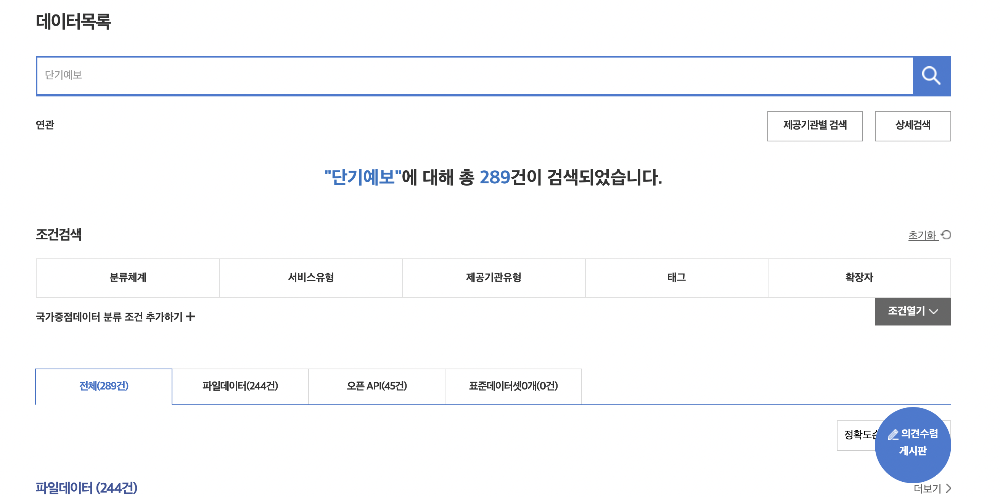 데이터목록
단기예보
연관
제공기관별 검색
상세검색
"단기예보"에 대해 총 289건이 검색되었습니다.
조건검색
초기화
분류체계
서비스유형
제공기관유형
태그
확장자
국가중점데이터 분류 조건 추가하기
조건열기
전체(289건)
파일데이터(244건)
오픈 API(45건)
표준데이터셋0개(0건)
정확도
의견수렴
게시판
파일데이터 (244건)
더보기